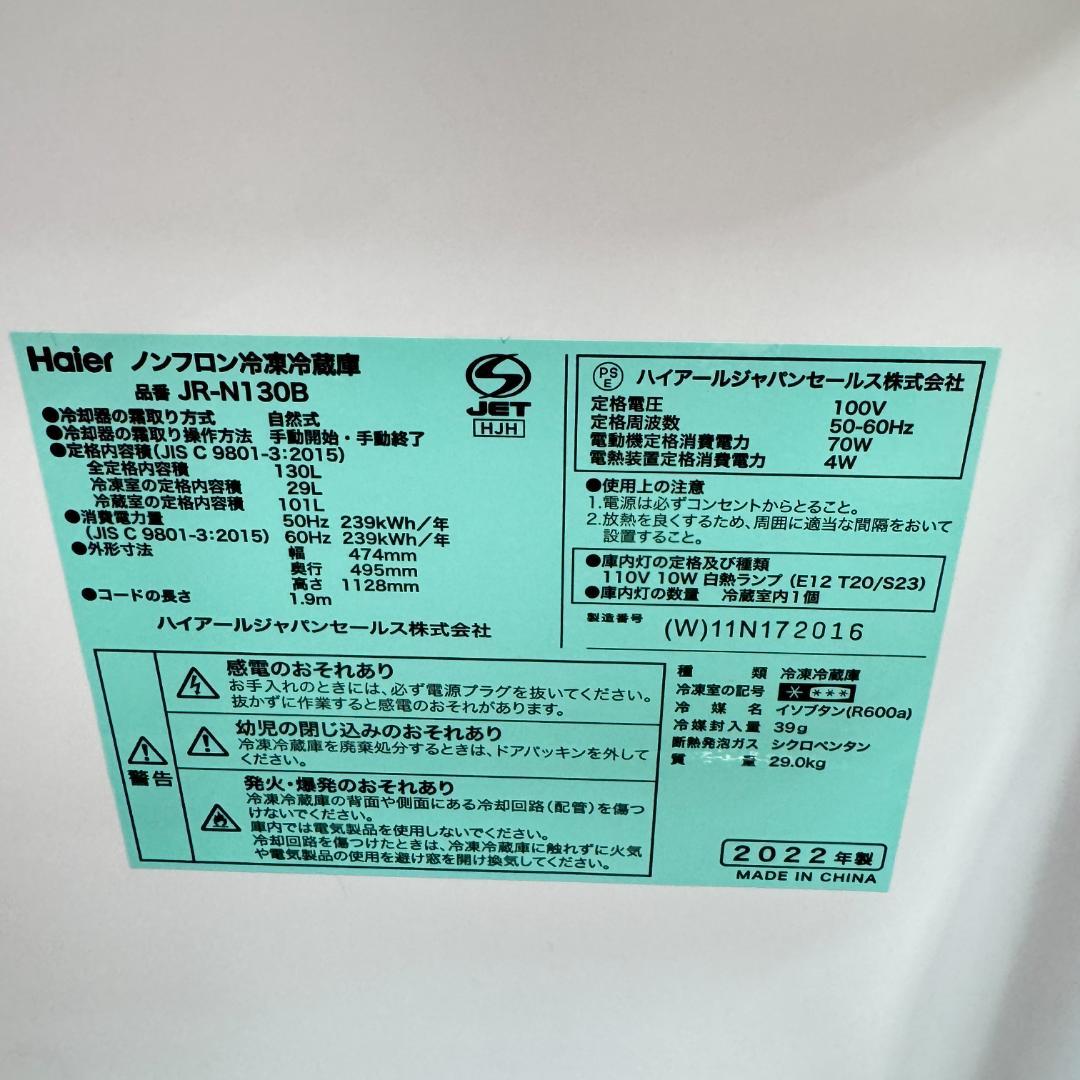 Haier ノンフロン冷凍冷蔵庫
品番 JR-N130B
●冷却器の霜取り方式 自然式
●冷却器の霜取り操作方法 手動開始・手動終了
●定格内容積(JIS C 9801-3:2015)
全定格内容積 130L
冷凍室の定格内容積 29L
冷蔵室の定格内容積 101L
●消費電力量 50Hz 239kWh/年
(JIS C 9801-3:2015) 60Hz 239kWh/年
●外形寸法 幅 474mm
奥行 495mm
高さ 1128mm
●コードの長さ 1.9m
ハイアールジャパンセールス株式会社
JET
HJH
PS
E
ハイアールジャパンセールス株式会社
定格電圧 100V
定格周波数 50-60Hz
電動機定格消費電力 70W
電熱装置定格消費電力 4W
●使用上の注意
1.電源は必ずコンセントからとること。
2.放熱を良くするため、周囲に適当な間隔をおいて
設置すること。
●庫内灯の定格及び種類
110V 10W 白熱ランプ (E12 T20/S23)
●庫内灯の数量 冷蔵室内1個
製造番号 (W)11N172016
警告
感電のおそれあり
お手入れのときには、必ず電源プラグを抜いてください。
抜かずに作業すると感電のおそれがあります。
幼児の閉じ込みのおそれあり
冷凍冷蔵庫を廃棄処分するときは、ドアパッキンを外して
ください。
発火・爆発のおそれあり
冷凍冷蔵庫の背面や側面にある冷却回路(配管)を傷つ
けないでください。
庫内では電気製品を使用しないでください。
冷却回路を傷つけたときは、冷凍冷蔵庫に触れずに火気
や電気製品の使用を避け窓を開け換気してください。
種類 冷凍冷蔵庫
冷凍室の記号 * ***
冷媒名 イソブタン(R600a)
冷媒封入量 39g
断熱発泡ガス シクロペンタン
質量 29.0kg
2022年製
MADE IN CHINA